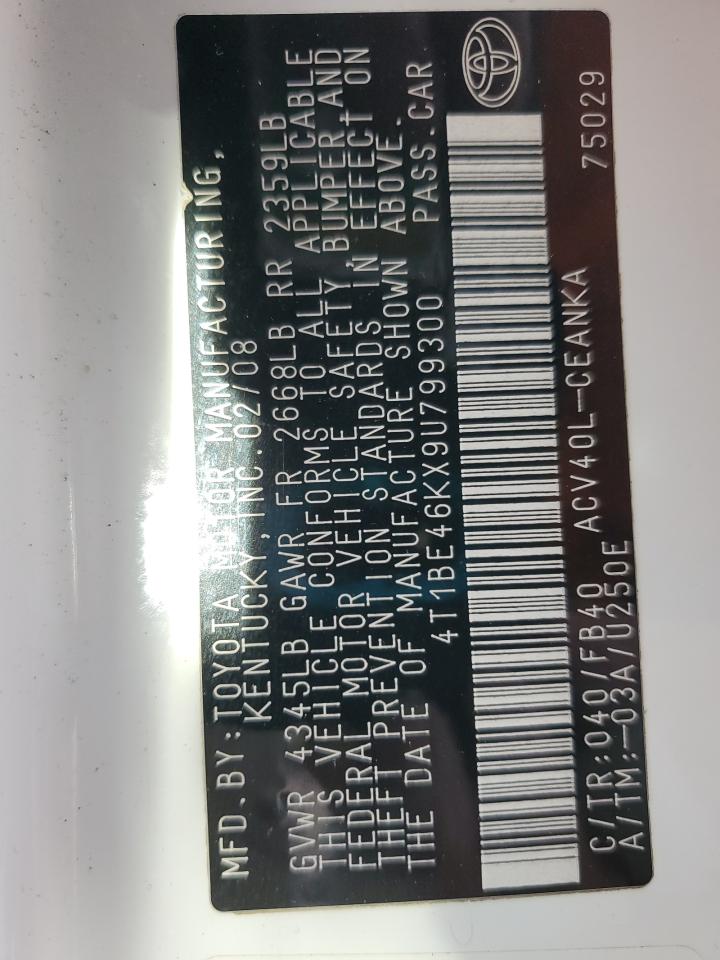 MFD.BY:TOYOTA MOTOR MANUFACTURING,
KENTUCKY,INC.02/08
GVWR 4345LB GAWR FR 2668LB RR 2359LB
THIS VEHICLE CONFORMS TO ALL APPLICABLE
FEDERAL MOTOR VEHICLE SAFETY,BUMPER AND
THEFT PREVENTION STANDARDS IN EFFECT ON
THE DATE OF MANUFACTURE SHOWN ABOVE.
4T1BE46KX9U799300 PASS.CAR
C/TR:040/FB40 ACV40L-CEANKA 75029
A/TM:-03A/U250E